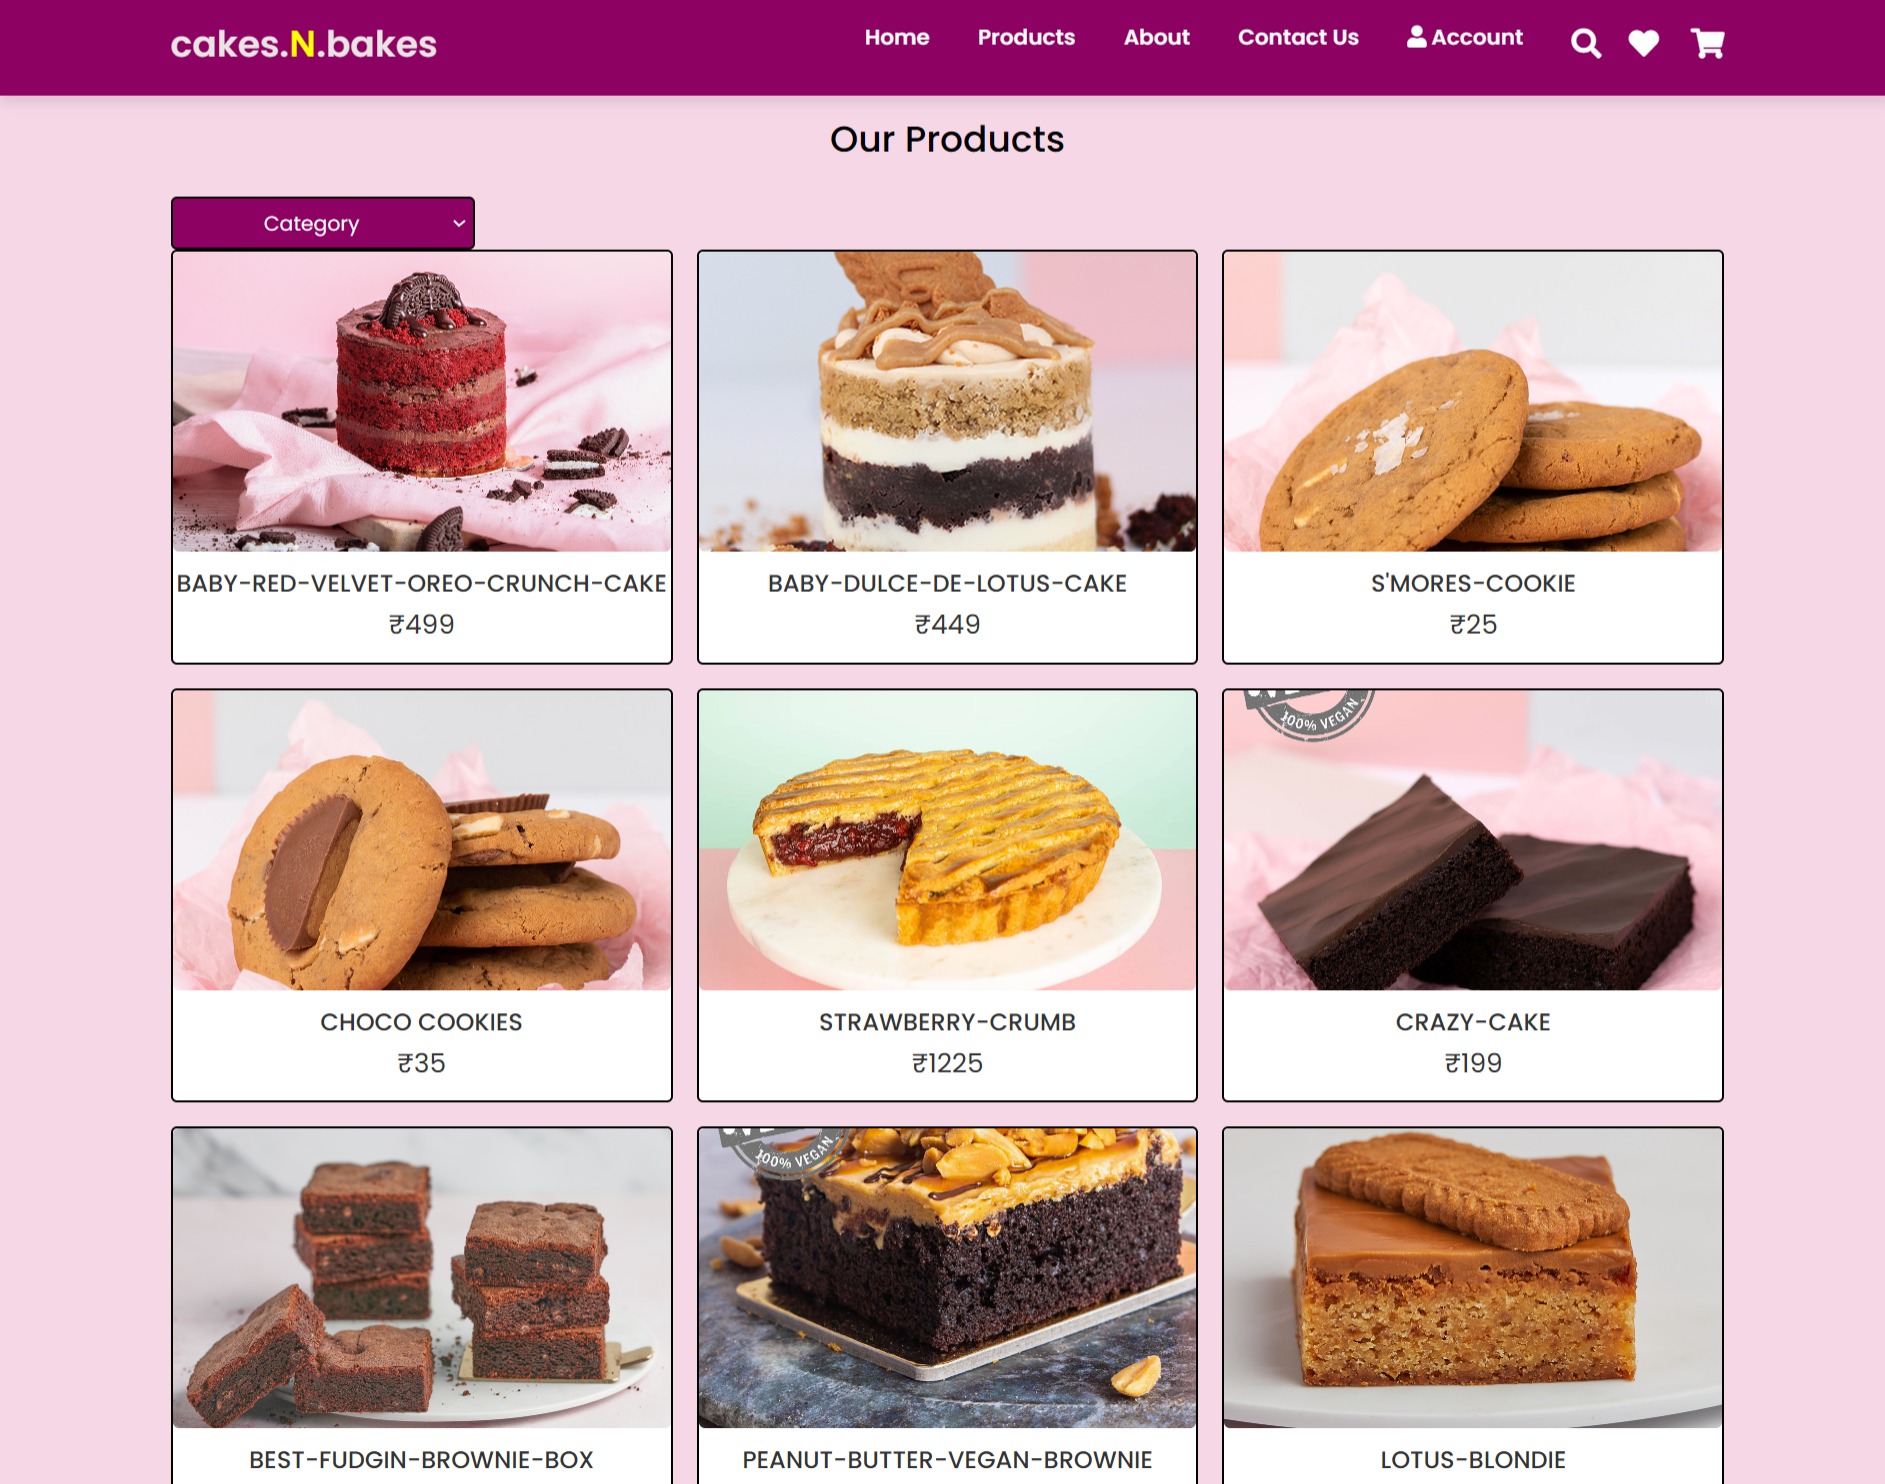 cakes.N.bakes
Home Products About Contact Us Account
Our Products
Category
BABY-RED-VELVET-OREO-CRUNCH-CAKE
₹499
BABY-DULCE-DE-LOTUS-CAKE
₹449
S'MORES-COOKIE
₹25
CHOCO COOKIES
₹35
STRAWBERRY-CRUMB
₹1225
100% VEGAN
CRAZY-CAKE
₹199
BEST-FUDGIN-BROWNIE-BOX
100% VEGAN
PEANUT-BUTTER-VEGAN-BROWNIE
LOTUS-BLONDIE